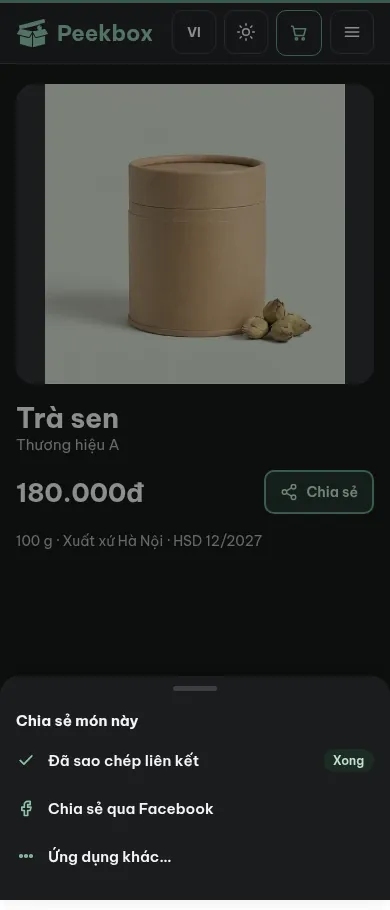 Peekbox
VI
Trà sen
Thương hiệu A
180.000đ
Chia sẻ
100 g · Xuất xứ Hà Nội · HSD 12/2027
Chia sẻ món này
Đã sao chép liên kết
Xong
Chia sẻ qua Facebook
Ứng dụng khác...